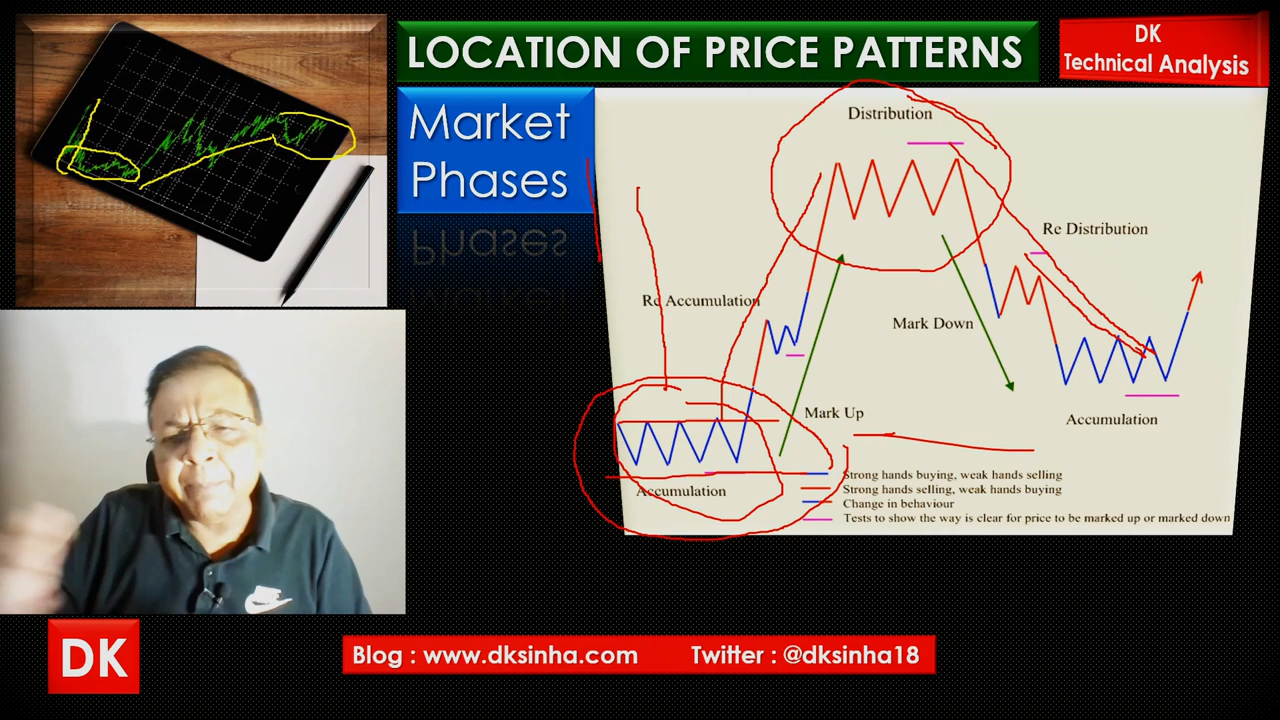 LOCATION OF PRICE PATTERNS
DK
Technical Analysis
Market
Phases
Distribution
Re Distribution
Re Accumulation
Mark Down
Mark Up
Accumulation
Accumulation
Strong hands buying, weak hands selling
Strong hands selling, weak hands buying
Change in behaviour
Tests to show the way is clear for price to be marked up or marked down
DK
Blog : www.dksinha.com
Twitter : @dksinha18